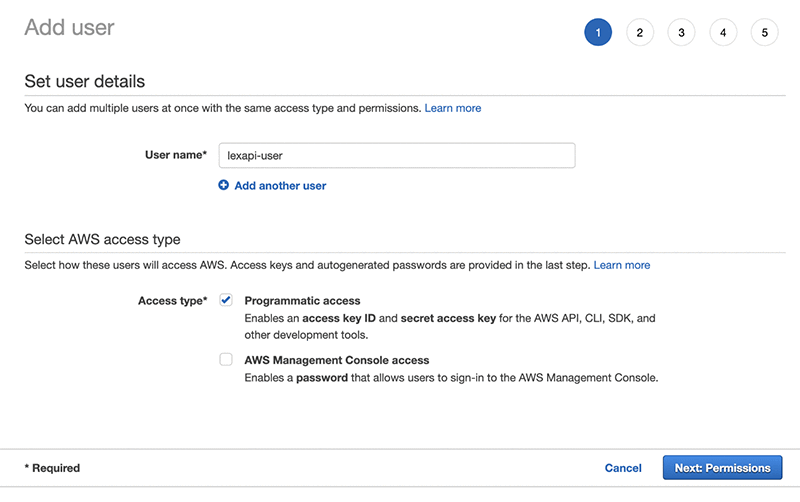 Add user
1 2 3 4 5
Set user details
You can add multiple users at once with the same access type and permissions. Learn more
User name* lexapi-user
Add another user
Select AWS access type
Select how these users will access AWS. Access keys and autogenerated passwords are provided in the last step. Learn more
Access type* Programmatic access
Enables an access key ID and secret access key for the AWS API, CLI, SDK, and
other development tools.
AWS Management Console access
Enables a password that allows users to sign-in to the AWS Management Console.
* Required Cancel Next: Permissions